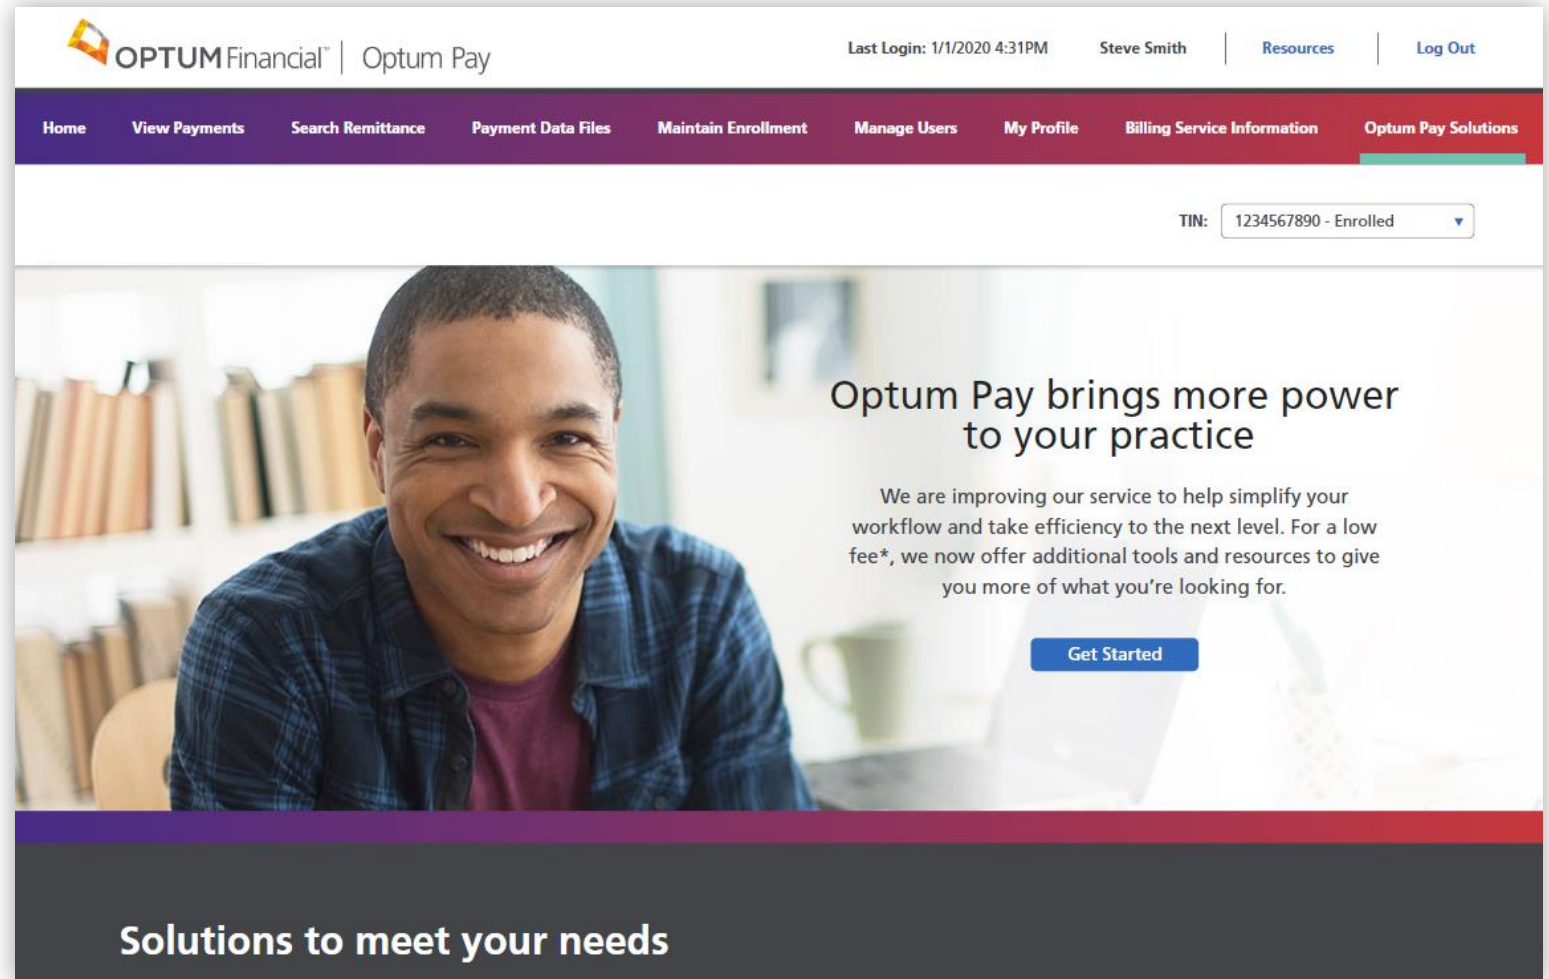 OPTUM Financial™ | Optum Pay
Last Login: 1/1/2020 4:31PM
Steve Smith
Resources
Log Out
Home
View Payments
Search Remittance
Payment Data Files
Maintain Enrollment
Manage Users
My Profile
Billing Service Information
Optum Pay Solutions
TIN: 1234567890 - Enrolled
Optum Pay brings more power
to your practice
We are improving our service to help simplify your
workflow and take efficiency to the next level. For a low
fee*, we now offer additional tools and resources to give
you more of what you’re looking for.
Get Started
Solutions to meet your needs